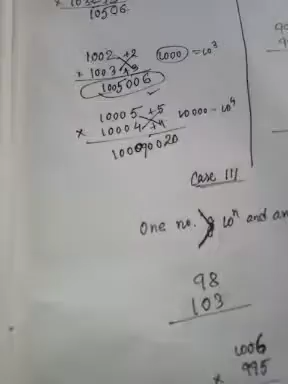 10506.
1002 +2 1000 = 10³
× 1003 +3
1005006
10005 +5 10000 - 10⁴
× 10004 +4
100090020
Case III
One no. > 10ⁿ and an
98
103
1006
× 995